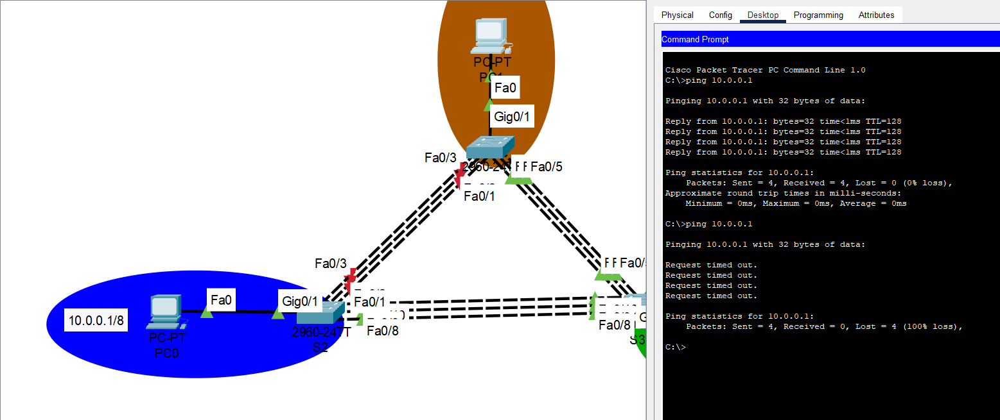 Physical Config Desktop Programming Attributes
Command Prompt
Cisco Packet Tracer PC Command Line 1.0
C:\>ping 10.0.0.1
Pinging 10.0.0.1 with 32 bytes of data:
Reply from 10.0.0.1: bytes=32 time<1ms TTL=128
Reply from 10.0.0.1: bytes=32 time<1ms TTL=128
Reply from 10.0.0.1: bytes=32 time<1ms TTL=128
Reply from 10.0.0.1: bytes=32 time<1ms TTL=128
Ping statistics for 10.0.0.1:
Packets: Sent = 4, Received = 4, Lost = 0 (0% loss),
Approximate round trip times in milli-seconds:
Minimum = 0ms, Maximum = 0ms, Average = 0ms
C:\>ping 10.0.0.1
Pinging 10.0.0.1 with 32 bytes of data:
Request timed out.
Request timed out.
Request timed out.
Request timed out.
Ping statistics for 10.0.0.1:
Packets: Sent = 4, Received = 0, Lost = 4 (100% loss),
C:\>
PC-PT
PC1
Fa0
Gig0/1
Fa0/3
Fa0/5
Fa0/1
Fa0/3
Fa0/
Fa0/1
Gig0/1
Fa0
10.0.0.1/8
PC-PT
PC0
2960-24TT
S2
Fa0/8
Fa0/8
S3